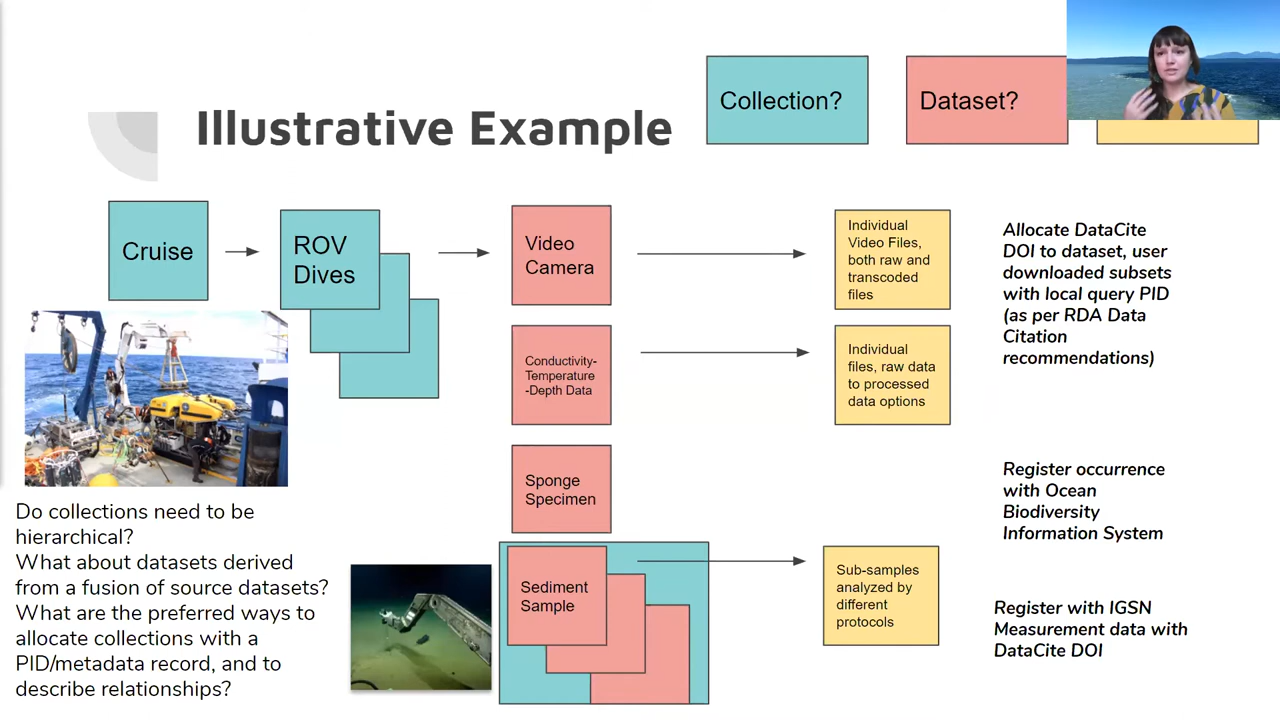 Illustrative Example
Collection?
Dataset?
Cruise
ROV
Dives
Video
Camera
Individual
Video Files,
both raw and
transcoded
files
Allocate DataCite
DOI to dataset, user
downloaded subsets
with local query PID
(as per RDA Data
Citation
recommendations)
Conductivity-
Temperature
-Depth Data
Individual
files, raw data
to processed
data options
Sponge
Specimen
Register occurrence
with Ocean
Biodiversity
Information System
Do collections need to be
hierarchical?
What about datasets derived
from a fusion of source datasets?
What are the preferred ways to
allocate collections with a
PID/metadata record, and to
describe relationships?
Sediment
Sample
Sub-samples
analyzed by
different
protocols
Register with IGSN
Measurement data with
DataCite DOI